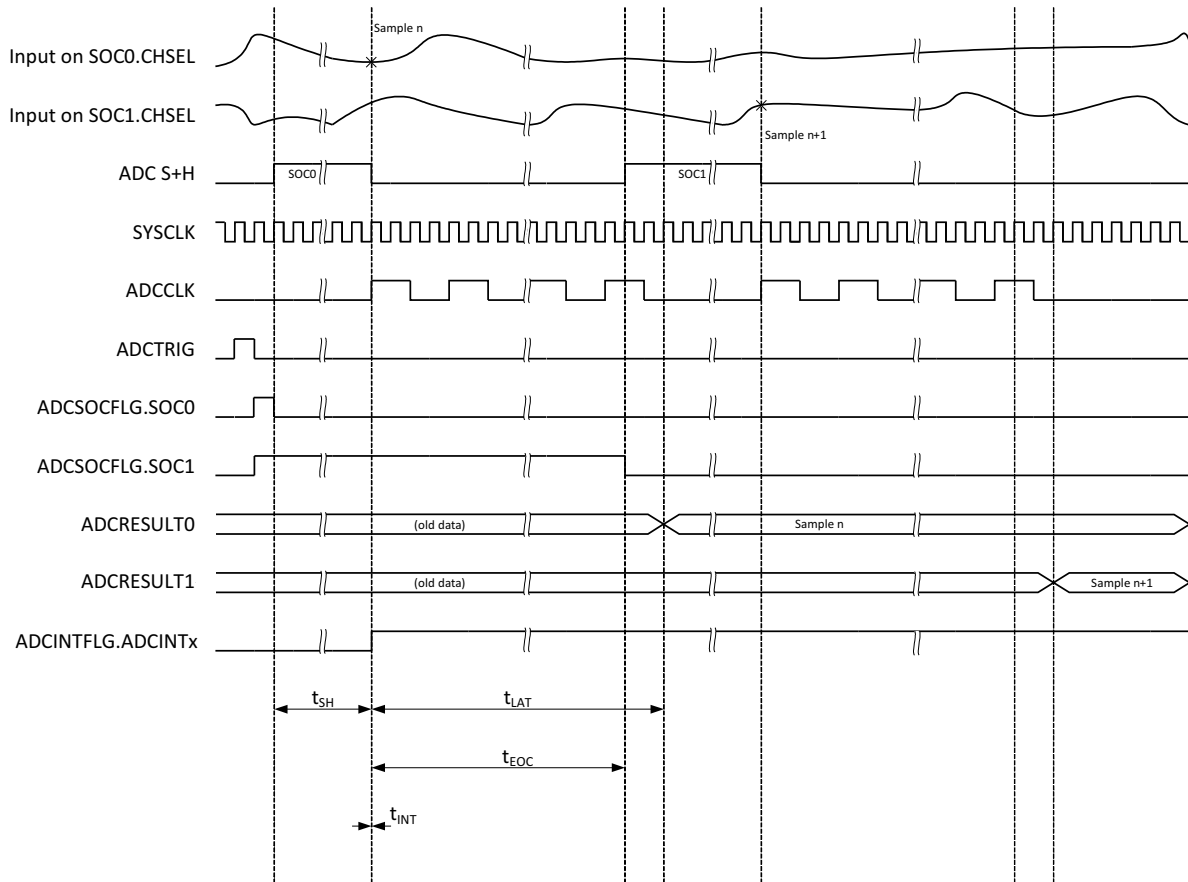 Sample n
Input on SOC0.CHSEL
Input on SOC1.CHSEL
Sample n+1
ADC S+H
SOC0
SOC1
SYSCLK
ADCCLK
ADCTRIG
ADCSOCFLG.SOC0
ADCSOCFLG.SOC1
ADCRESULT0
(old data)
Sample n
ADCRESULT1
(old data)
Sample n+1
ADCINTFLG.ADCINTx
tSH
tLAT
tEOC
tINT